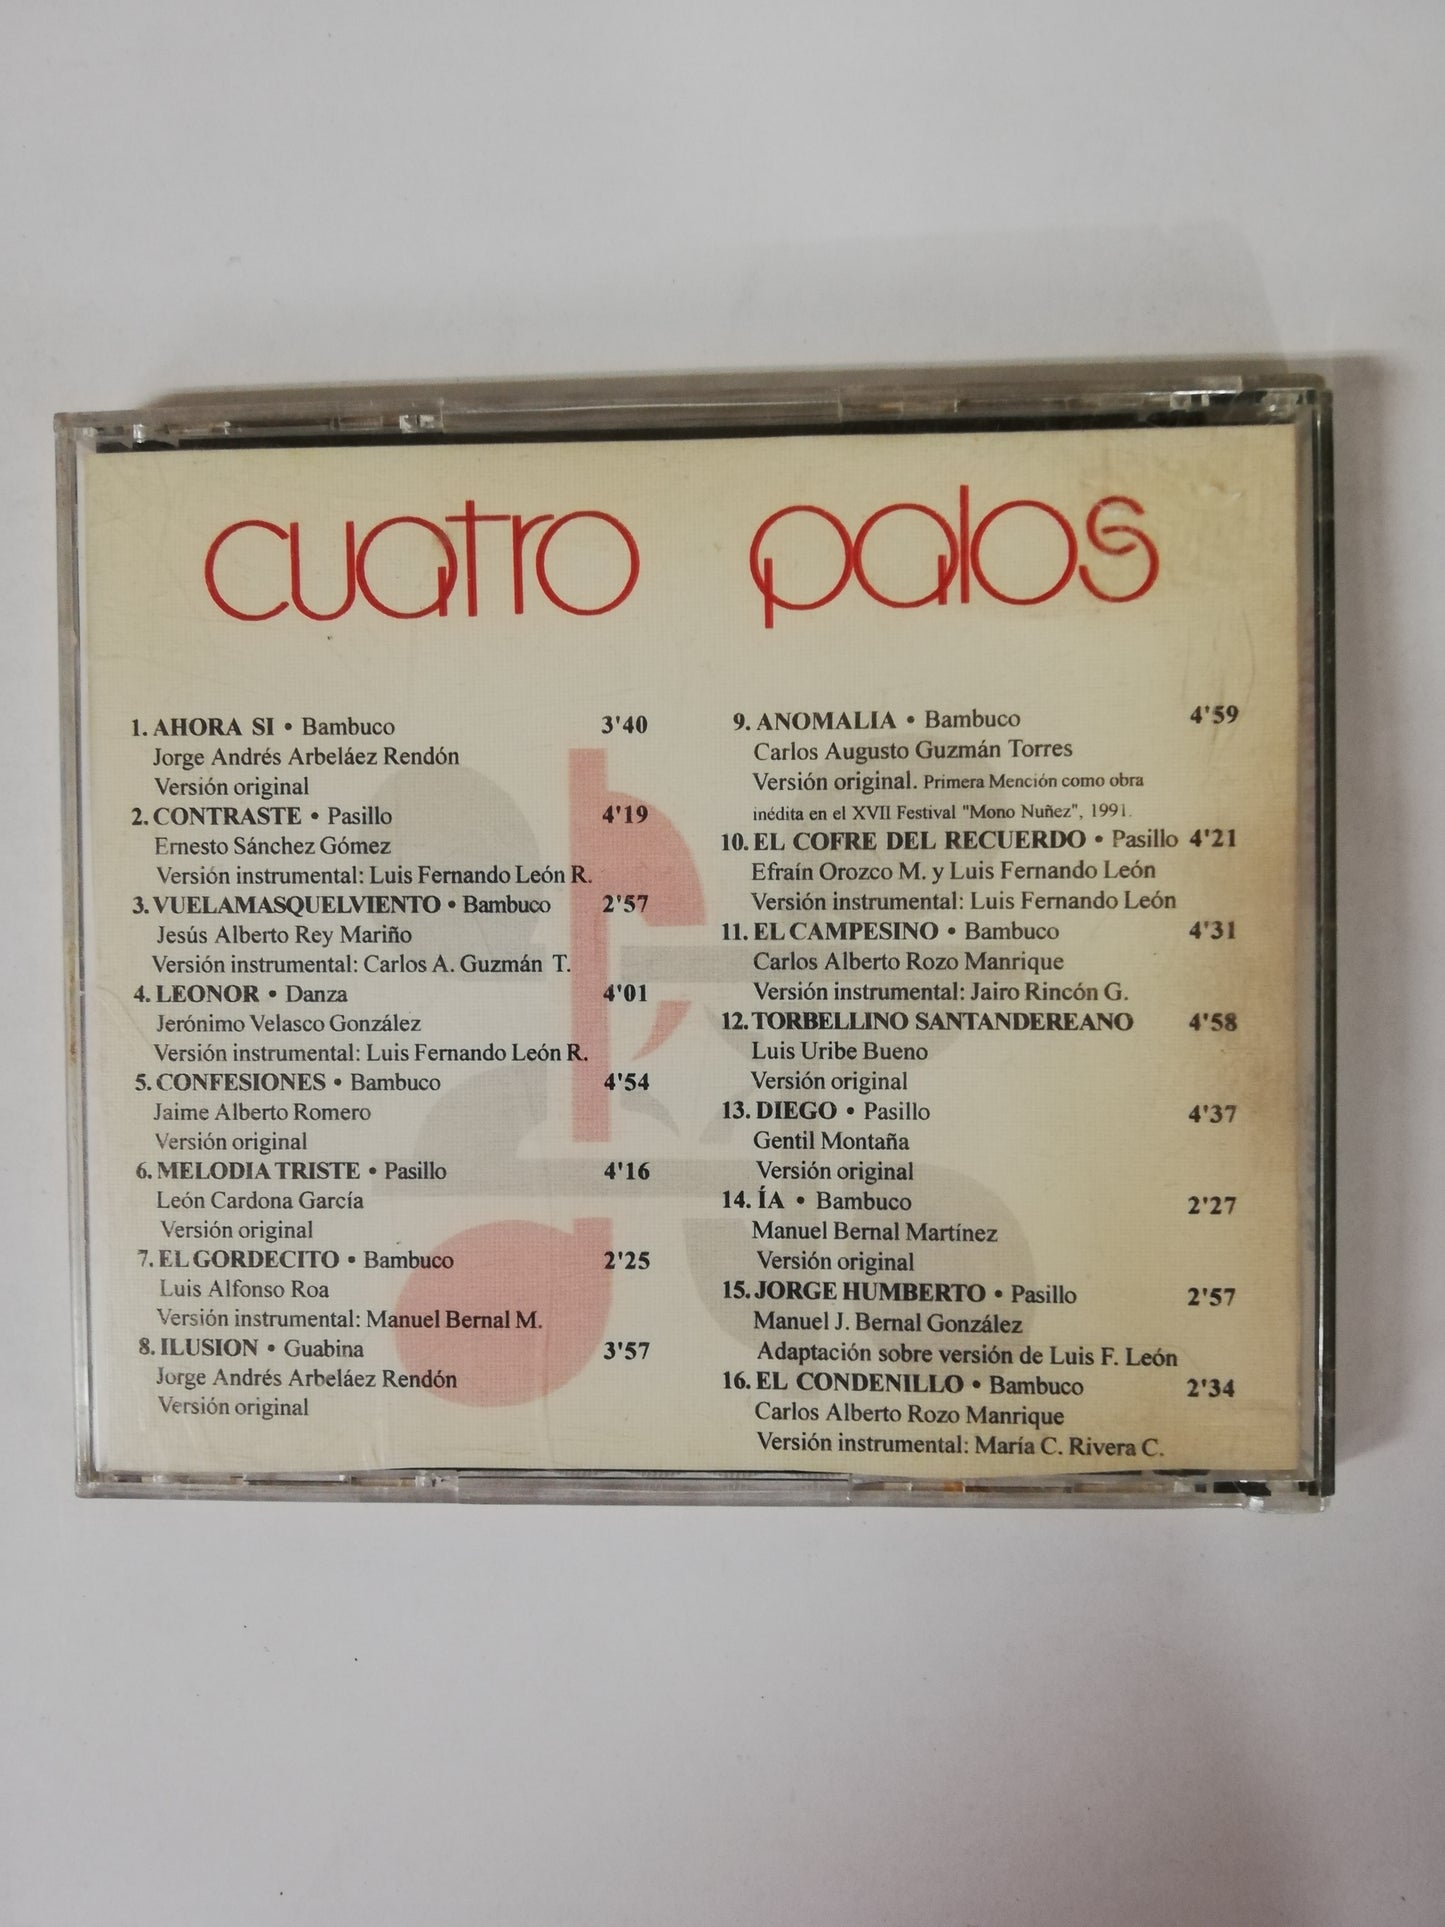 cuatro palos
1. AHORA SI • Bambuco 3'40
Jorge Andrés Arbeláez Rendón
Versión original
2. CONTRASTE • Pasillo 4'19
Ernesto Sánchez Gómez
Versión instrumental: Luis Fernando León R.
3. VUELAMASQUELVIENTO • Bambuco 2'57
Jesús Alberto Rey Mariño
Versión instrumental: Carlos A. Guzmán T.
4. LEONOR • Danza 4'01
Jerónimo Velasco González
Versión instrumental: Luis Fernando León R.
5. CONFESIONES • Bambuco 4'54
Jaime Alberto Romero
Versión original
6. MELODIA TRISTE • Pasillo 4'16
León Cardona García
Versión original
7. EL GORDECITO • Bambuco 2'25
Luis Alfonso Roa
Versión instrumental: Manuel Bernal M.
8. ILUSION • Guabina 3'57
Jorge Andrés Arbeláez Rendón
Versión original
9. ANOMALIA • Bambuco 4'59
Carlos Augusto Guzmán Torres
Versión original. Primera Mención como obra
inédita en el XVII Festival "Mono Nuñez", 1991.
10. EL COFRE DEL RECUERDO • Pasillo 4'21
Efraín Orozco M. y Luis Fernando León
Versión instrumental: Luis Fernando León
11. EL CAMPESINO • Bambuco 4'31
Carlos Alberto Rozo Manrique
Versión instrumental: Jairo Rincón G.
12. TORBELLINO SANTANDEREANO 4'58
Luis Uribe Bueno
Versión original
13. DIEGO • Pasillo 4'37
Gentil Montaña
Versión original
14. ÍA • Bambuco 2'27
Manuel Bernal Martínez
Versión original
15. JORGE HUMBERTO • Pasillo 2'57
Manuel J. Bernal González
Adaptación sobre versión de Luis F. León
16. EL CONDENILLO • Bambuco 2'34
Carlos Alberto Rozo Manrique
Versión instrumental: María C. Rivera C.